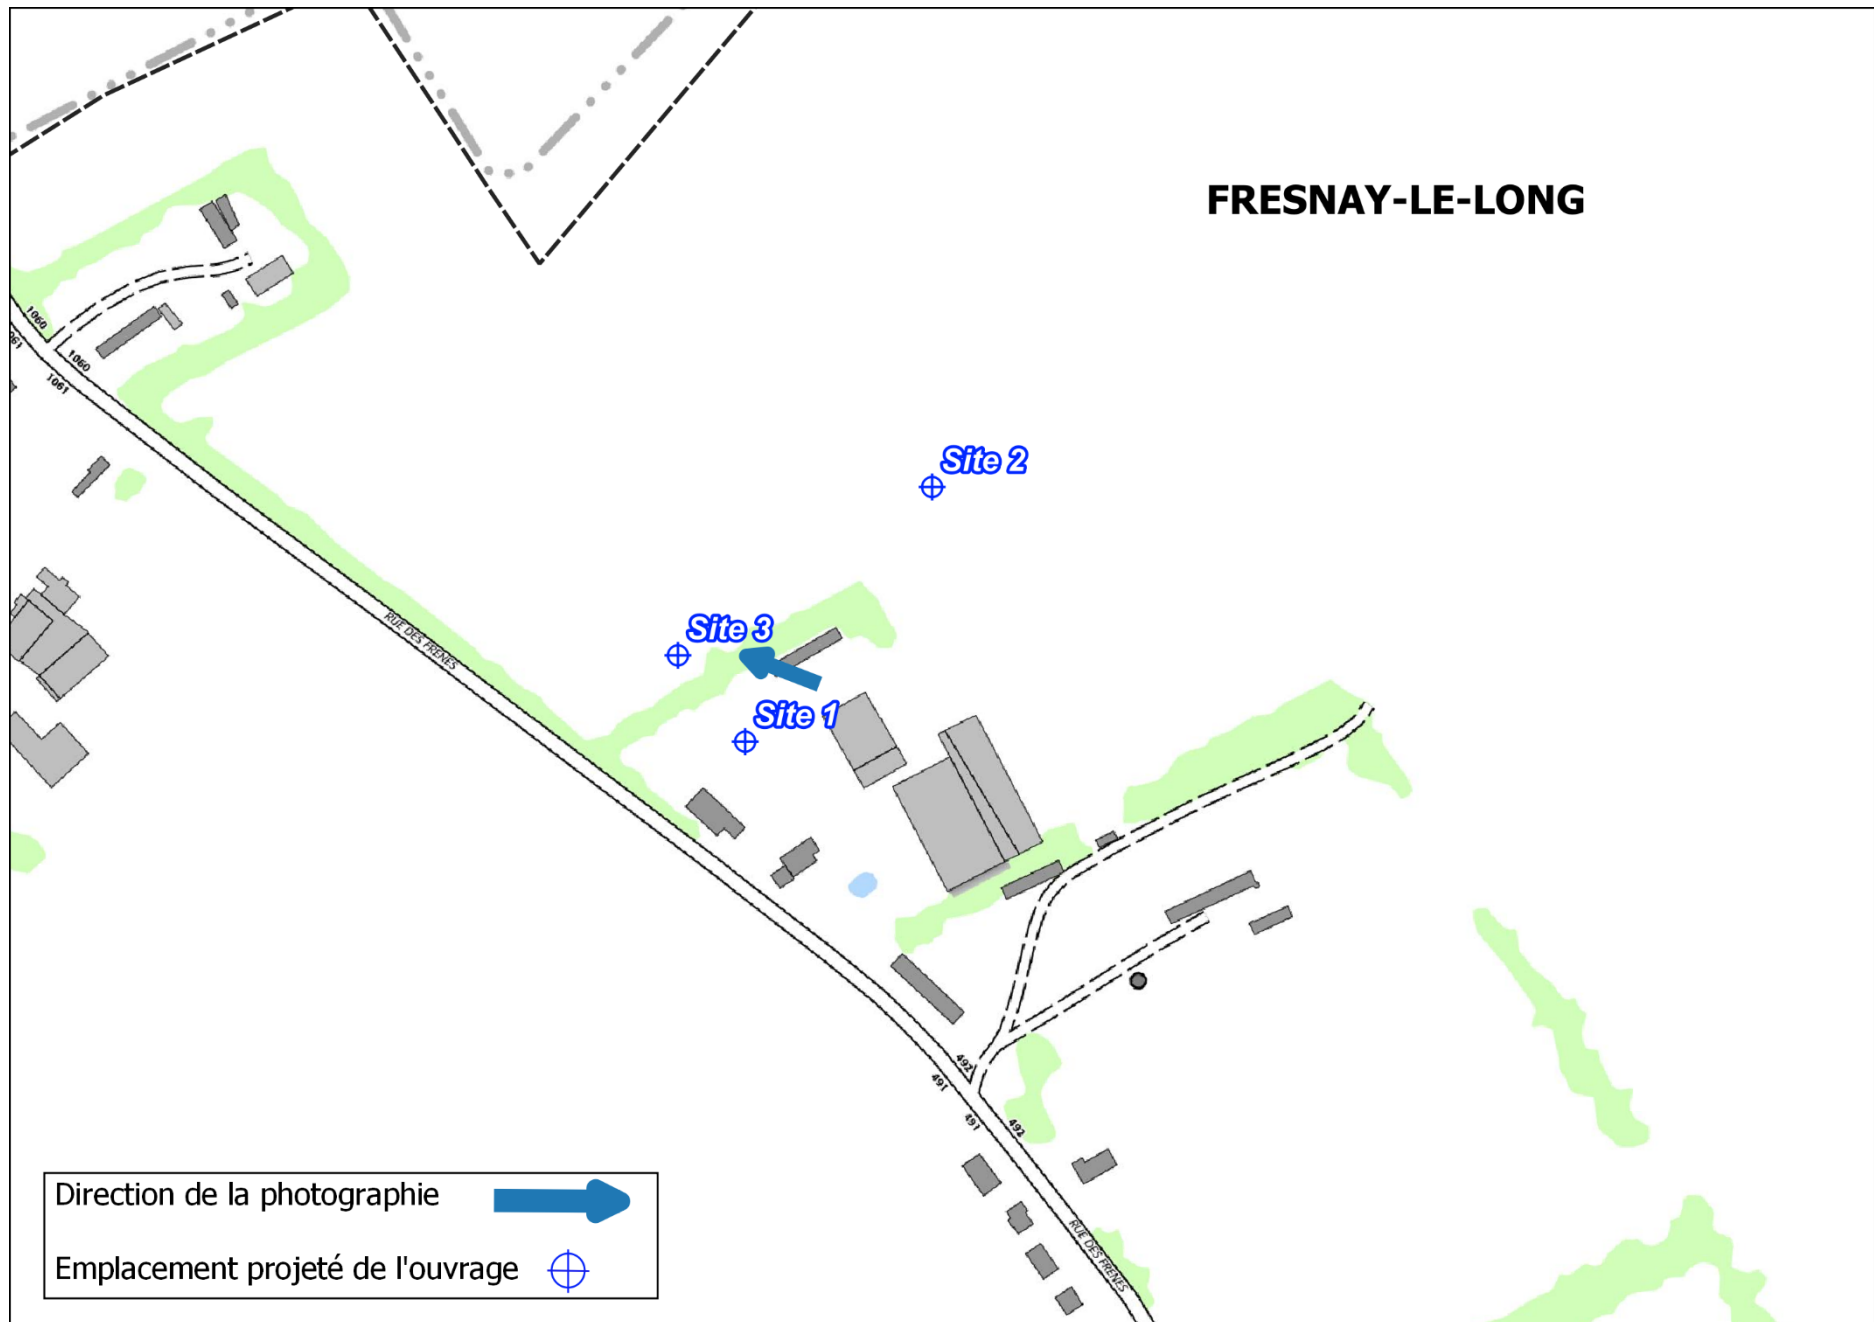 FRESNAY-LE-LONG
1060
1060
1061
Site 2
RUE DES FRENES
Site 3
Site 1
492
491
491
492
RUE DES FRENES
Direction de la photographie
Emplacement projeté de l'ouvrage